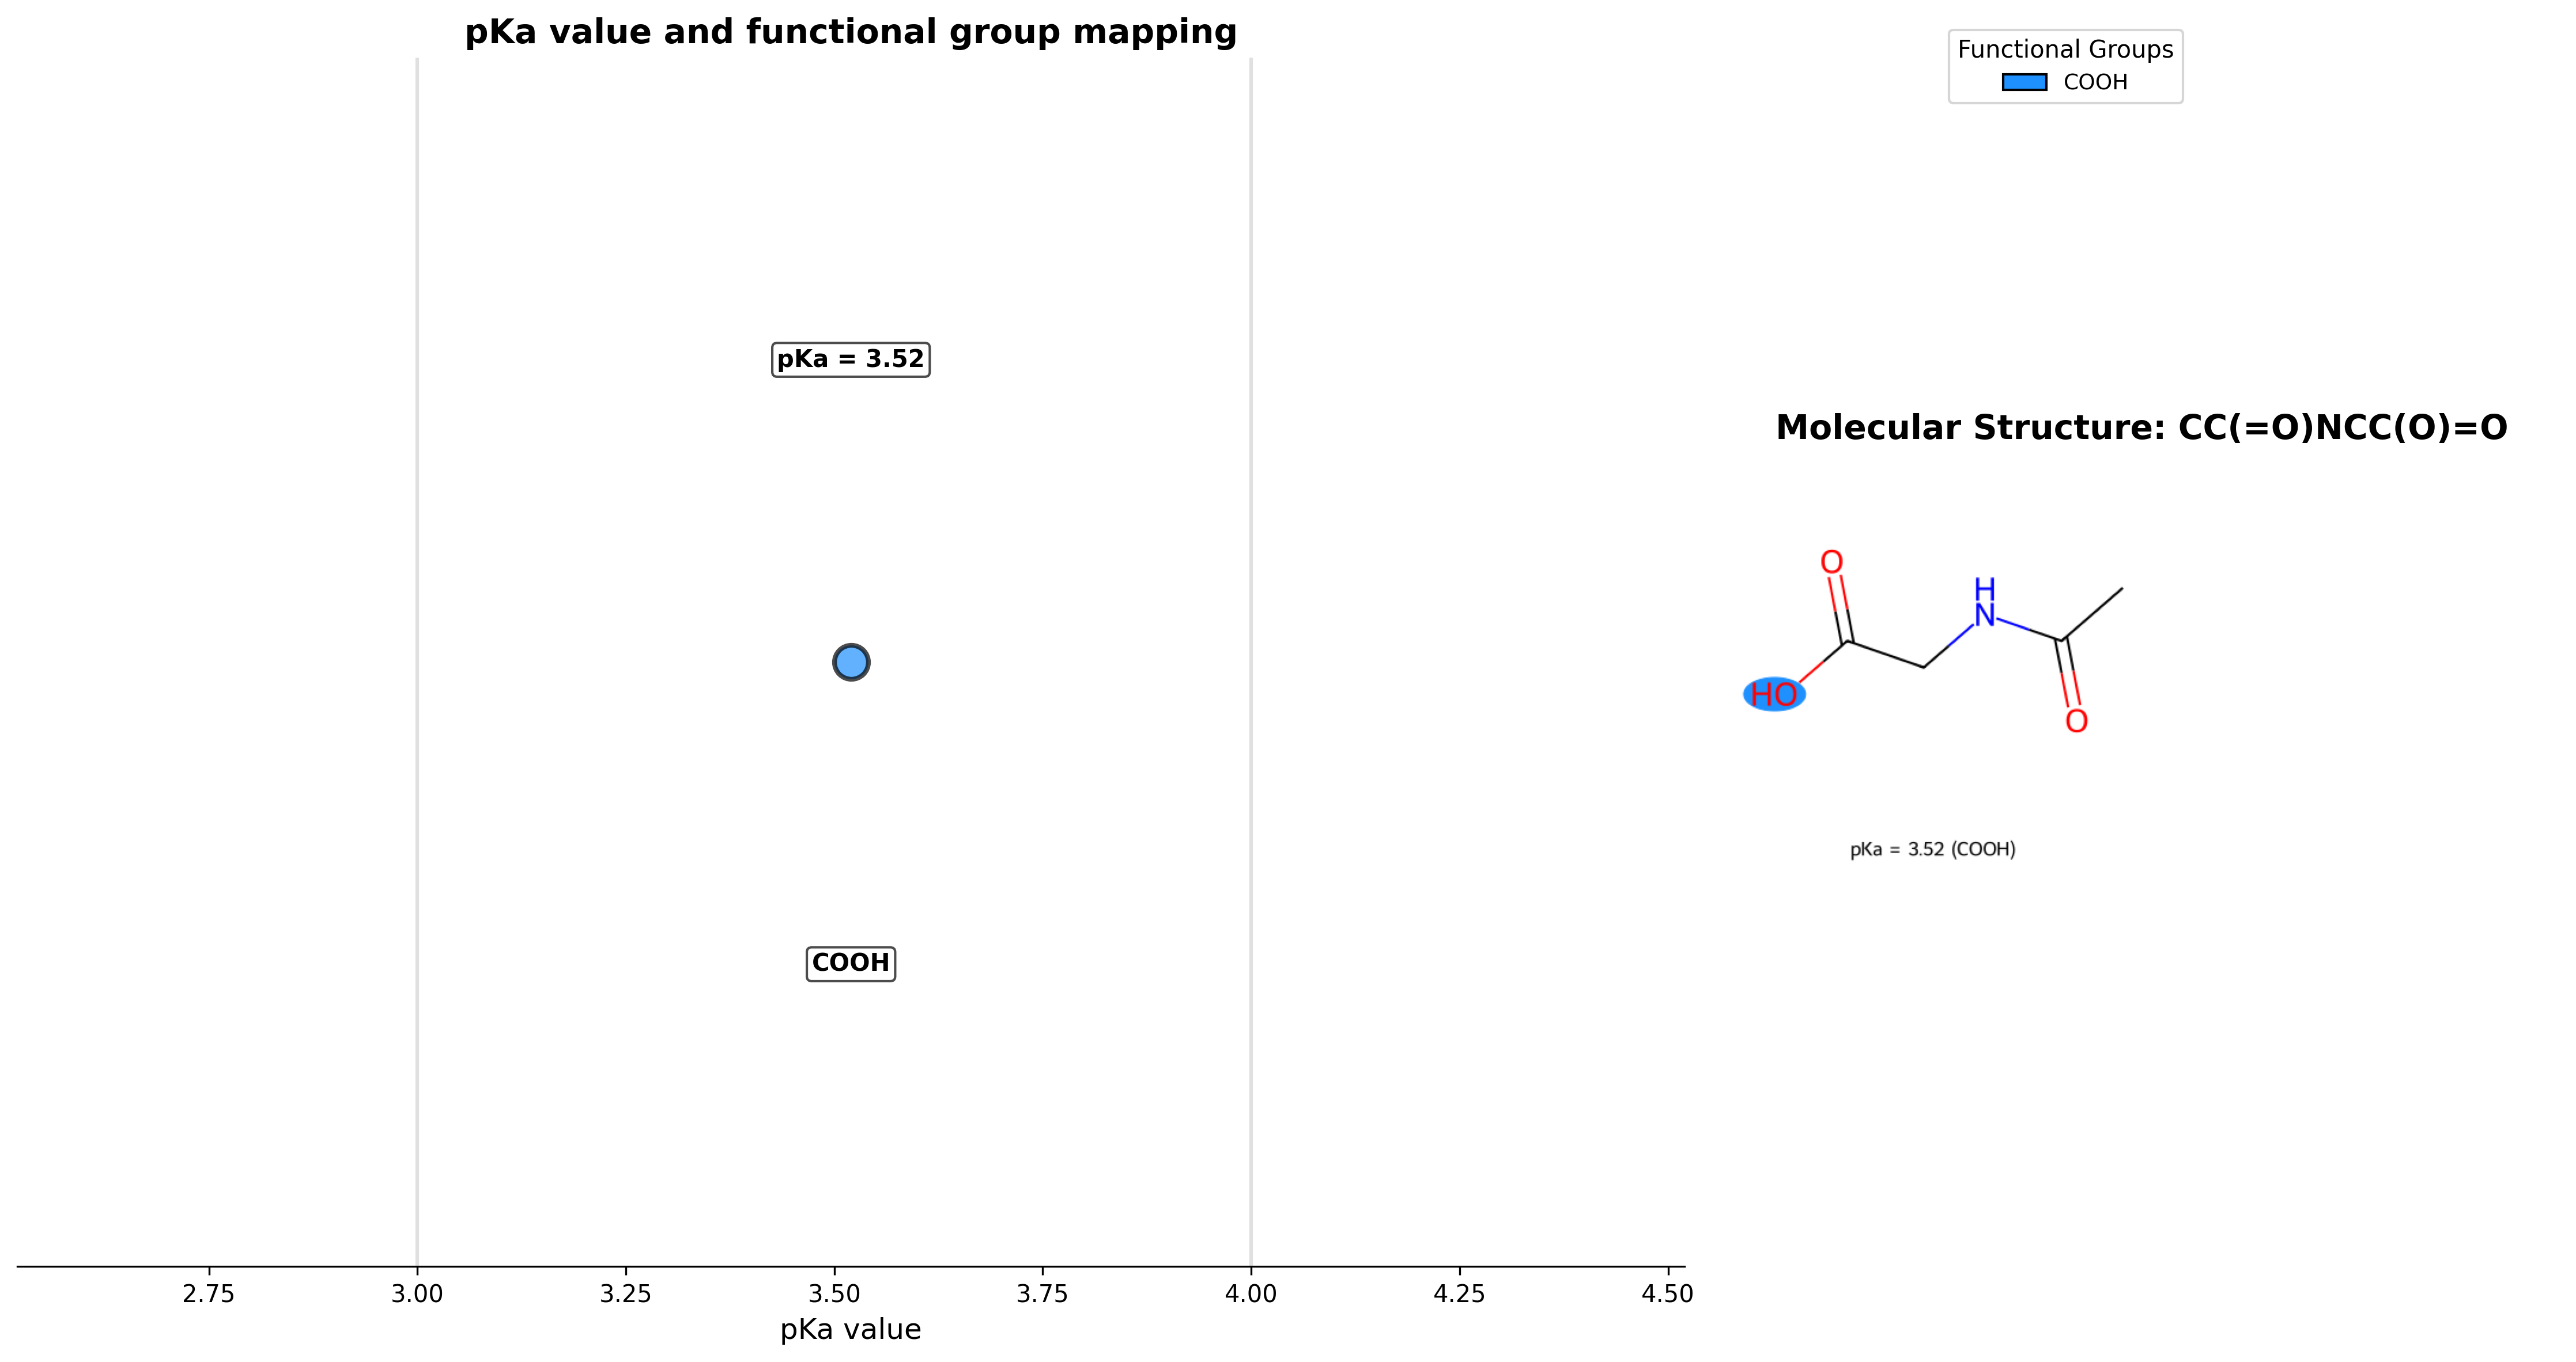 pKa value and functional group mapping
Functional Groups
COOH
pKa = 3.52
Molecular Structure: CC(=O)NCC(O)=O
O
H
N
HO
O
pKa = 3.52 (COOH)
COOH
2.75 3.00 3.25 3.50 3.75 4.00 4.25 4.50
pKa value